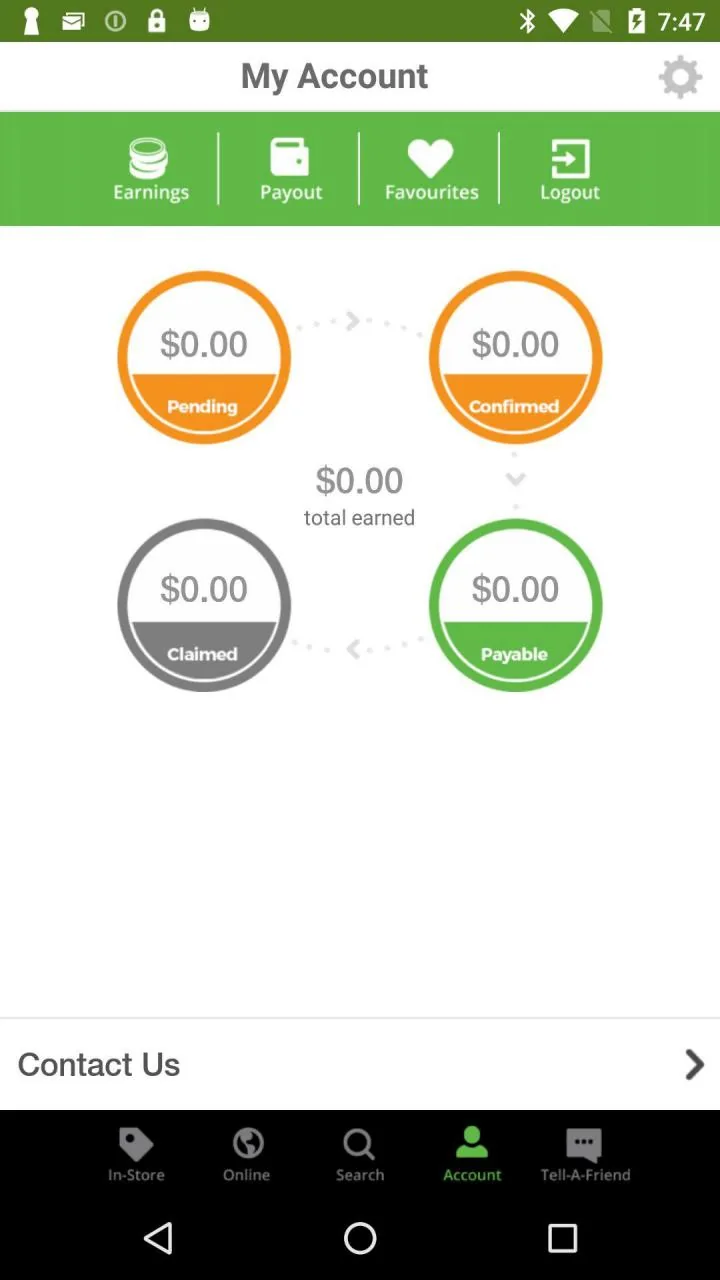 7:47
My Account
Earnings
Payout
Favourites
Logout
$0.00
Pending
$0.00
Confirmed
$0.00
total earned
$0.00
Claimed
$0.00
Payable
Contact Us
In-Store
Online
Search
Account
Tell-A-Friend